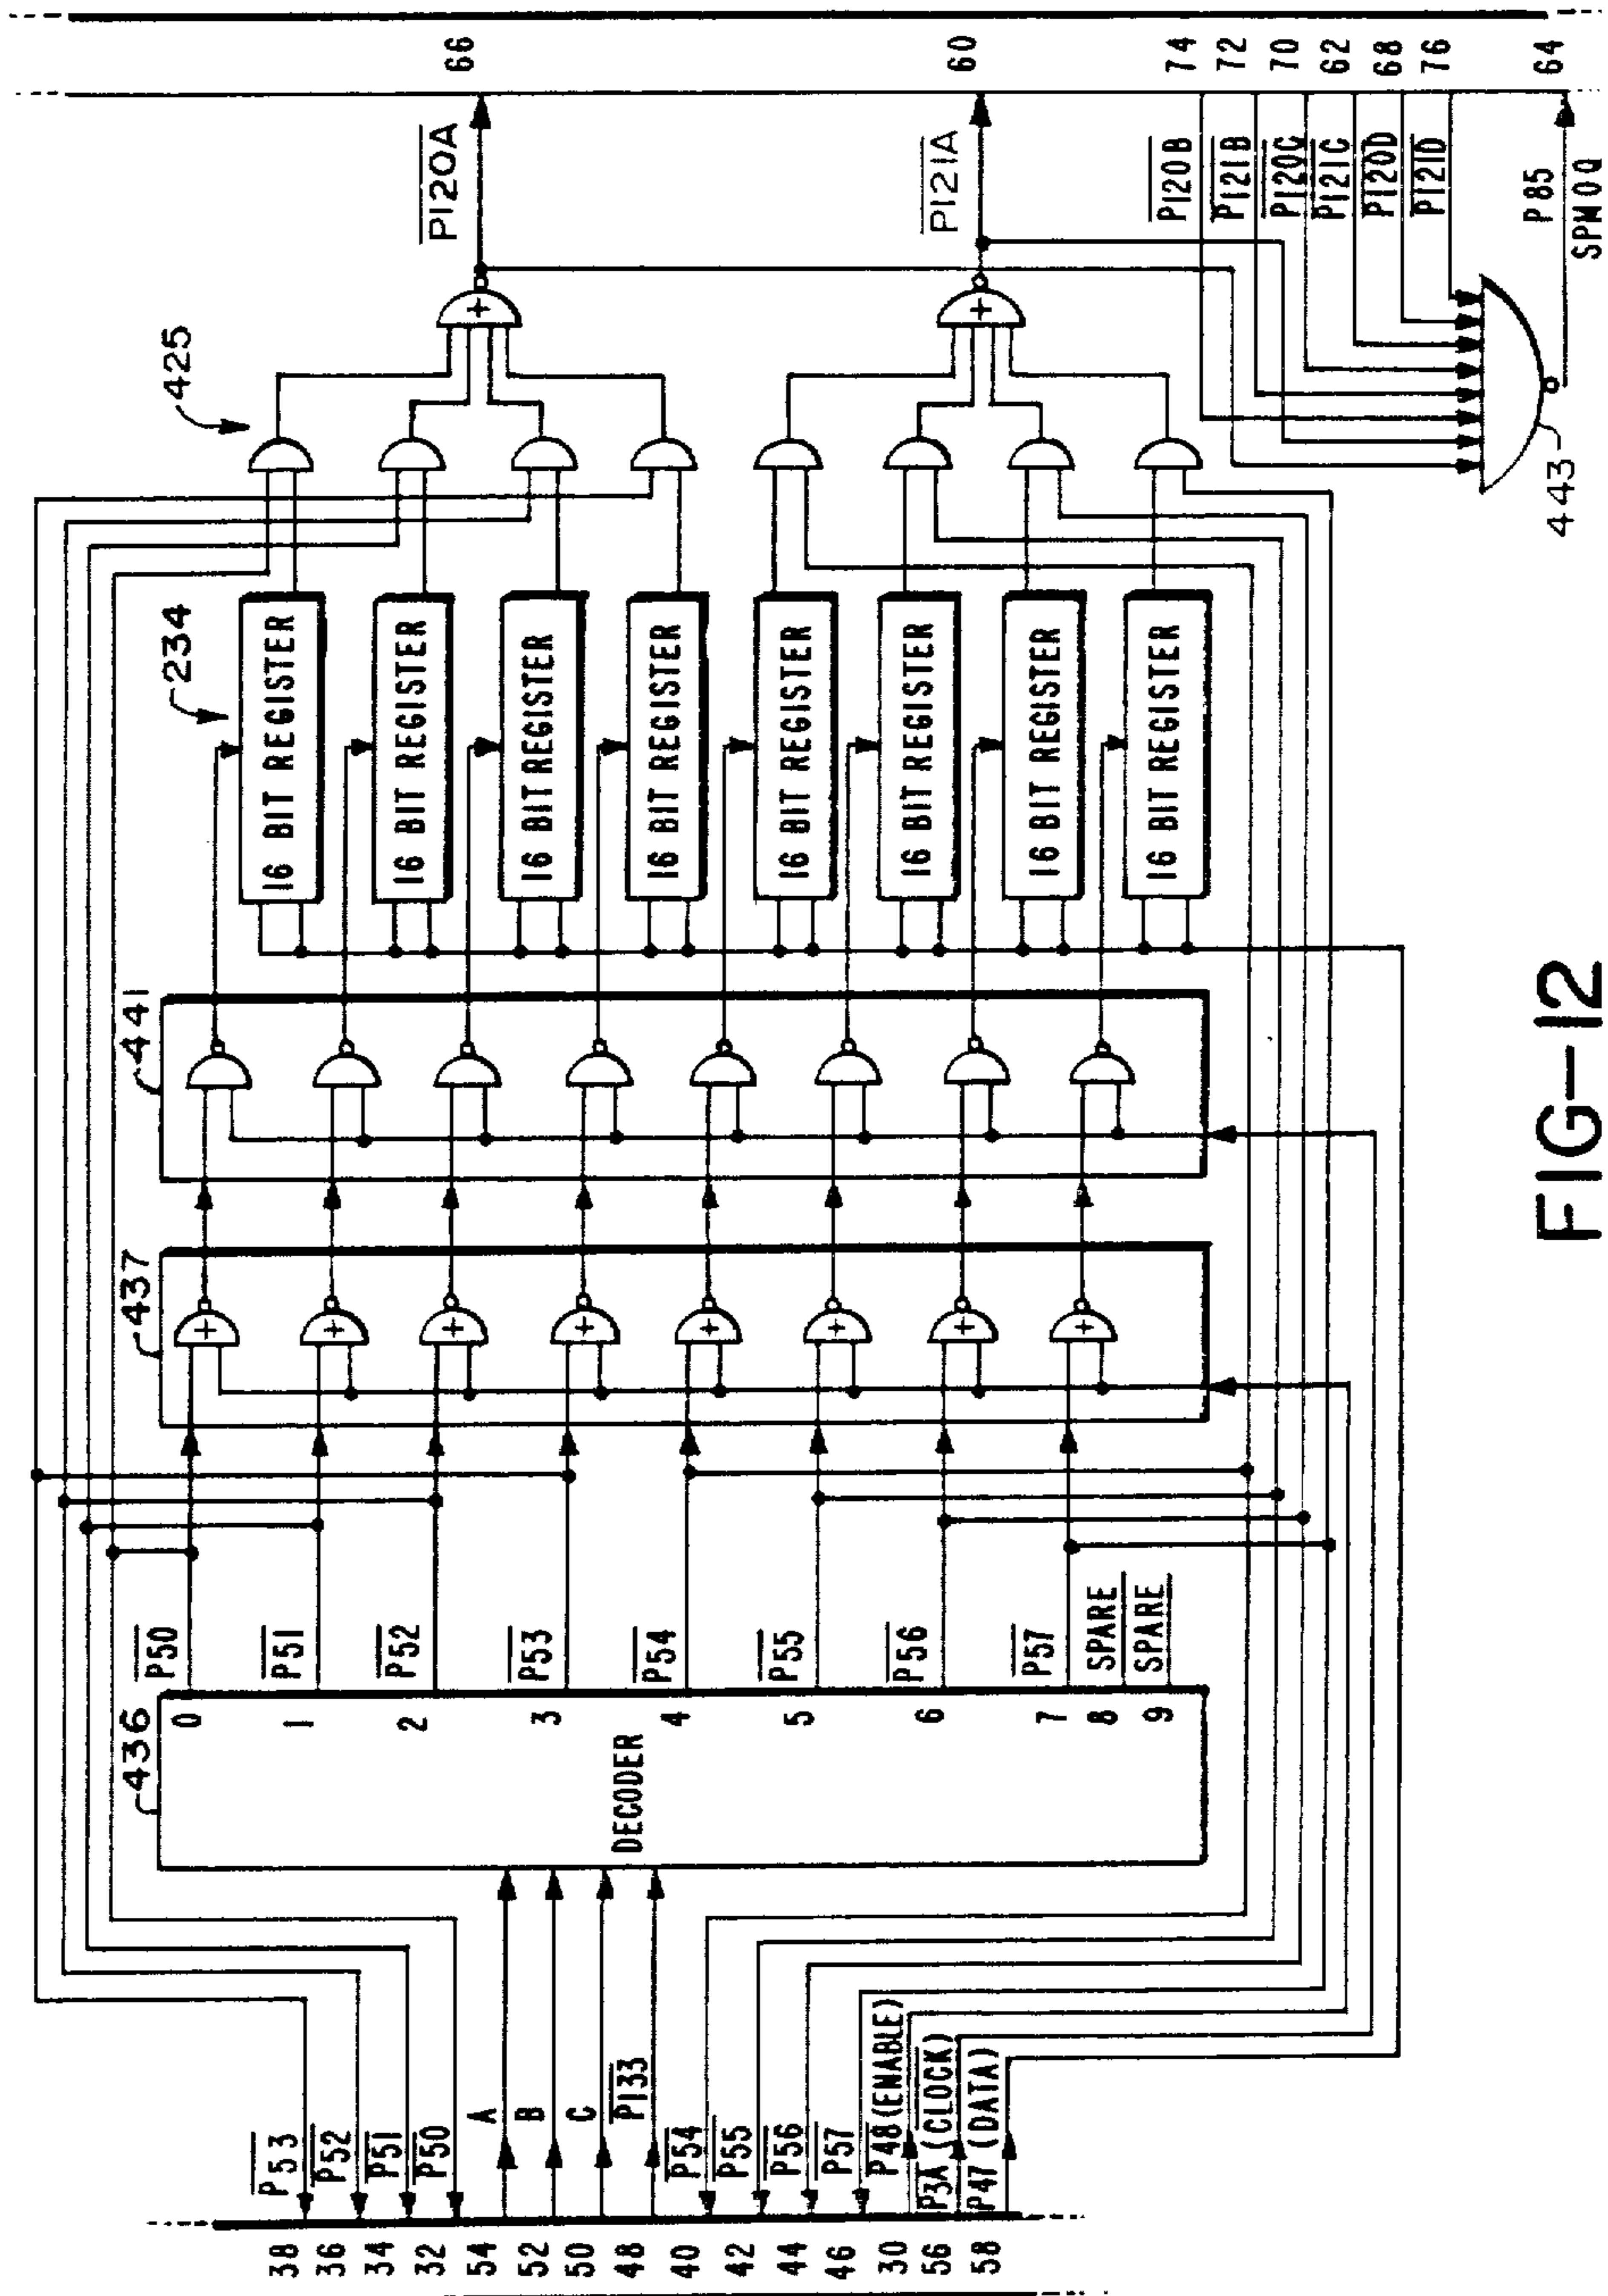 38
36
34
32
54
52
50
48
40
42
44
46
30
56
58
P53
P52
P51
P50
A
B
C
P133
P54
P55
P56
P57
P48 (ENABLE)
P3A (CLOCK)
P47 (DATA)
436
DECODER
0
1
2
3
4
5
6
7
8
9
P50
P51
P52
P53
P54
P55
P56
P57
SPARE
SPARE
437
+
+
+
+
+
+
+
+
441
234
16 BIT REGISTER
16 BIT REGISTER
16 BIT REGISTER
16 BIT REGISTER
16 BIT REGISTER
16 BIT REGISTER
16 BIT REGISTER
16 BIT REGISTER
425
+
+
P120A
P121A
P120B
P121B
P120C
P121C
P120D
P121D
P85
SPM0Q
443
66
60
74
72
70
62
68
76
64
FIG-12